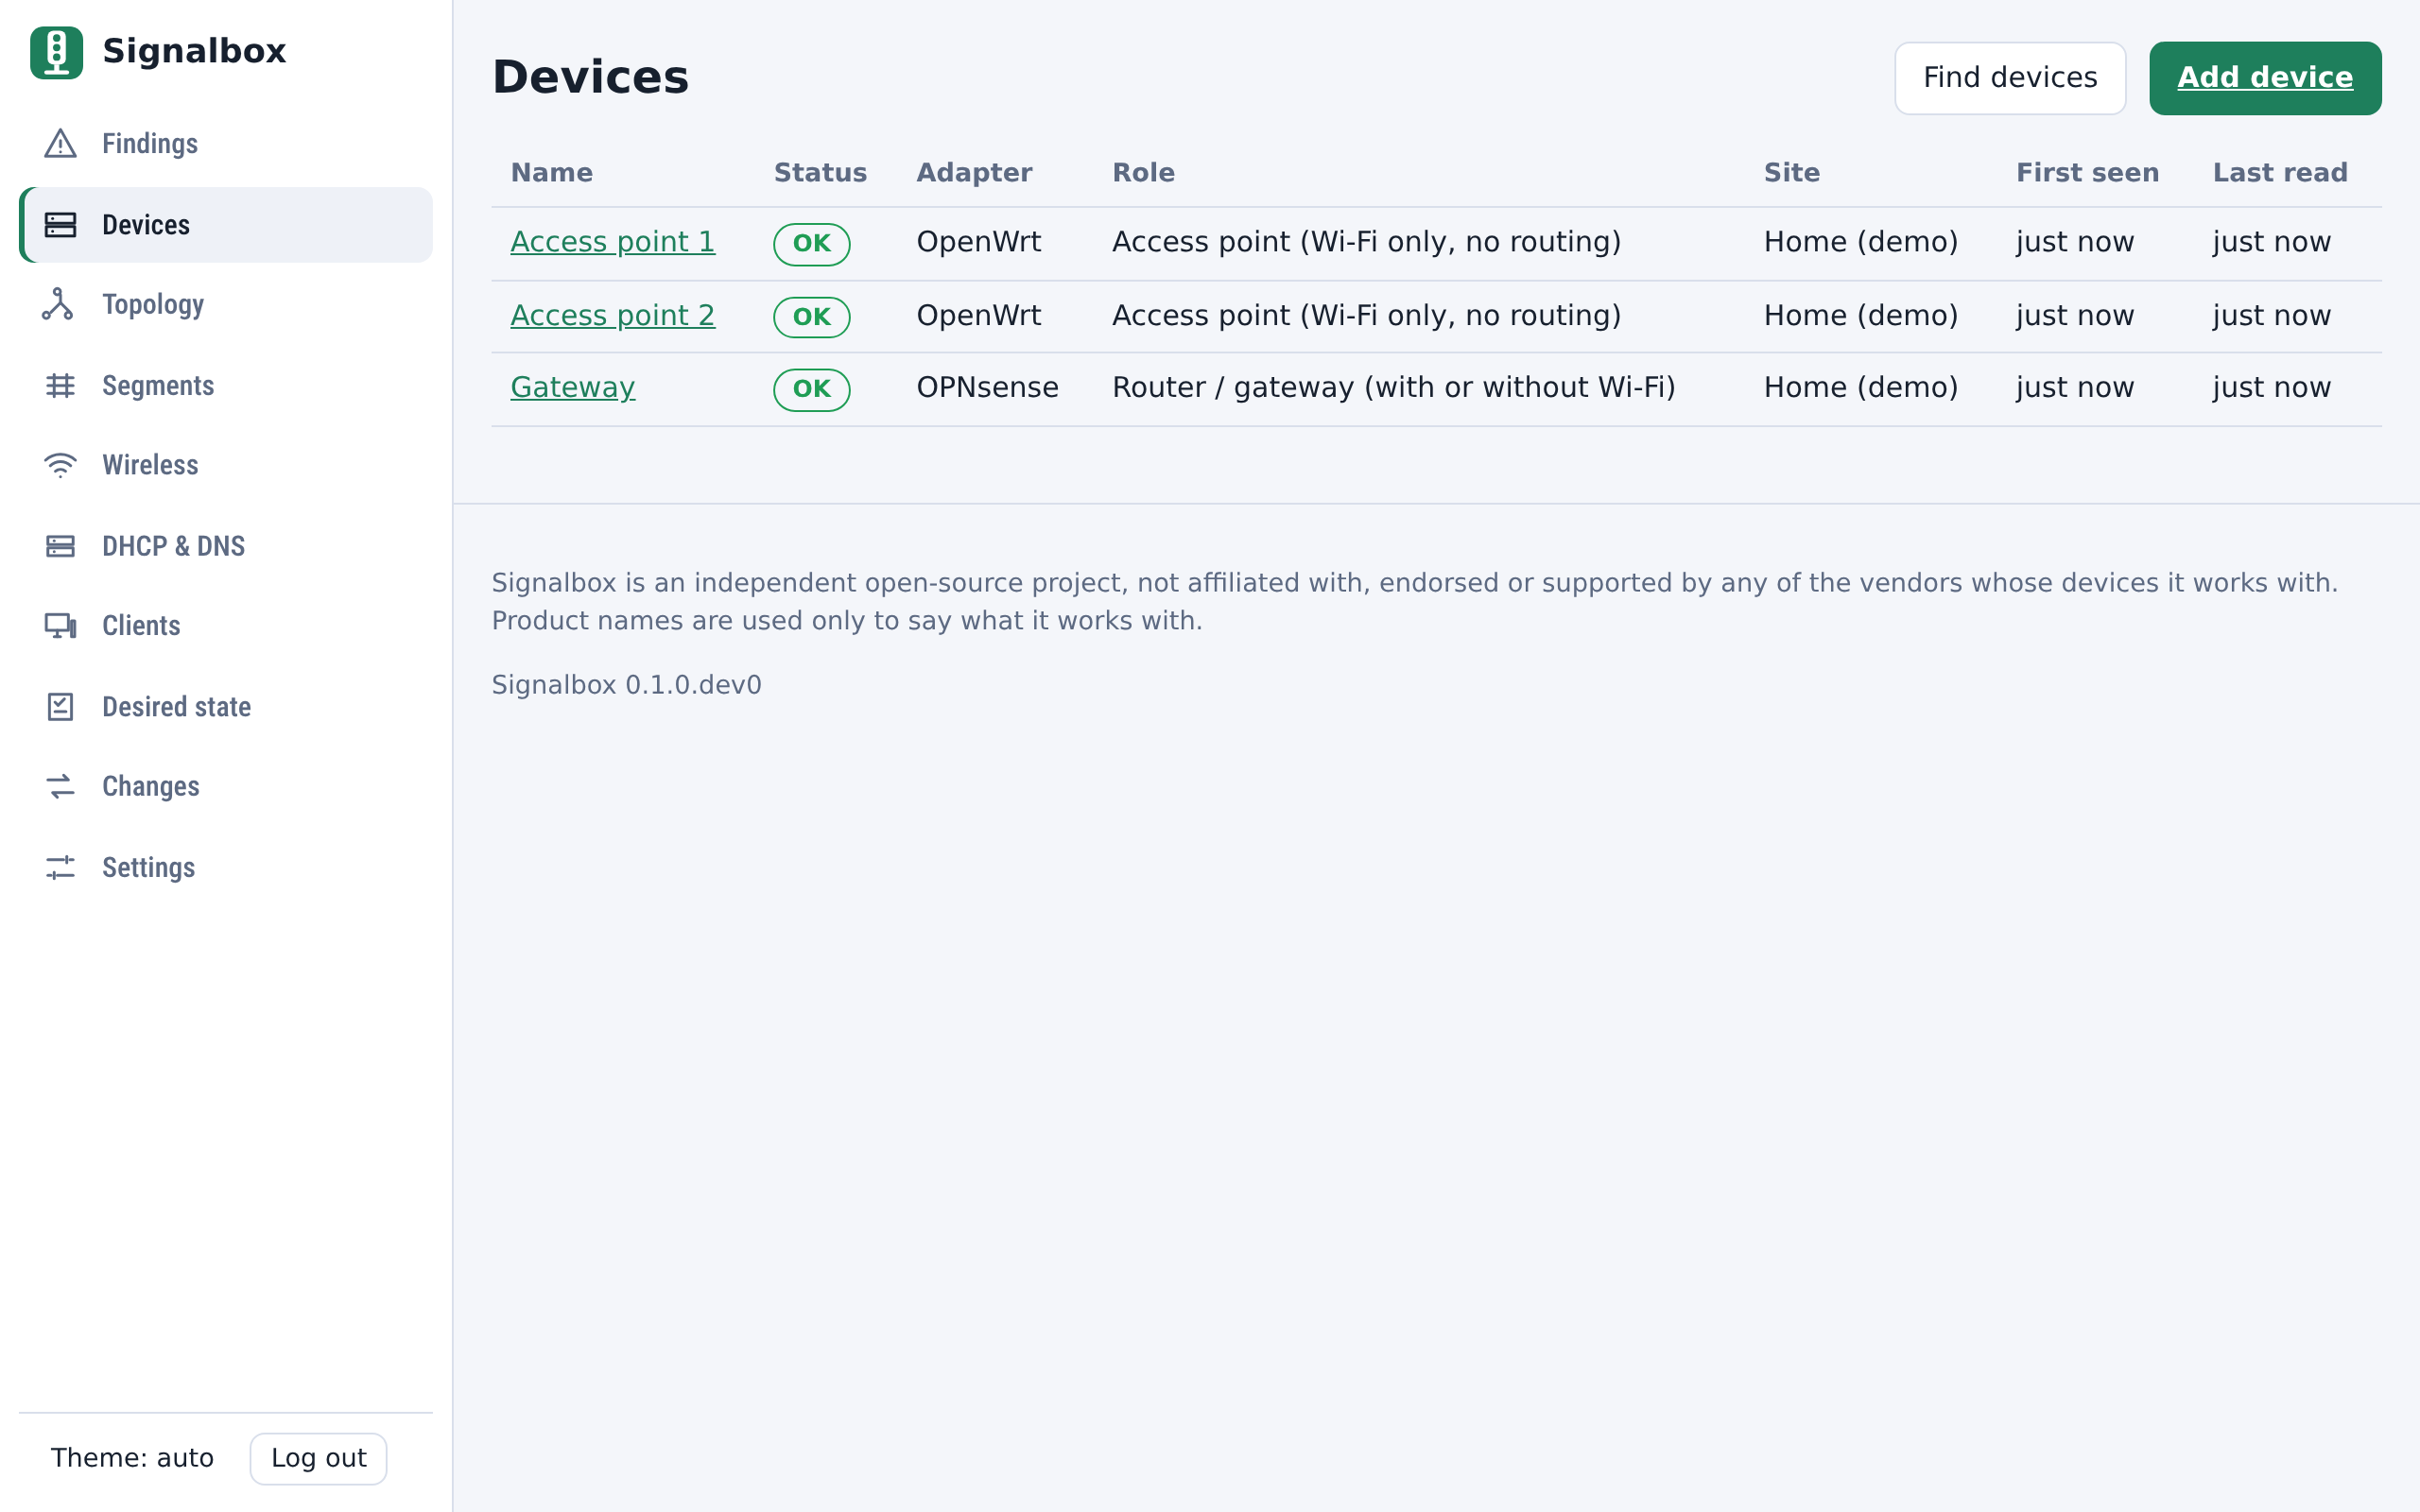 Signalbox
Findings
Devices
Topology
Segments
Wireless
DHCP & DNS
Clients
Desired state
Changes
Settings
Theme: auto Log out
Devices Find devices Add device
Name Status Adapter Role Site First seen Last read
Access point 1 OK OpenWrt Access point (Wi-Fi only, no routing) Home (demo) just now just now
Access point 2 OK OpenWrt Access point (Wi-Fi only, no routing) Home (demo) just now just now
Gateway OK OPNsense Router / gateway (with or without Wi-Fi) Home (demo) just now just now
Signalbox is an independent open-source project, not affiliated with, endorsed or supported by any of the vendors whose devices it works with.
Product names are used only to say what it works with.
Signalbox 0.1.0.dev0